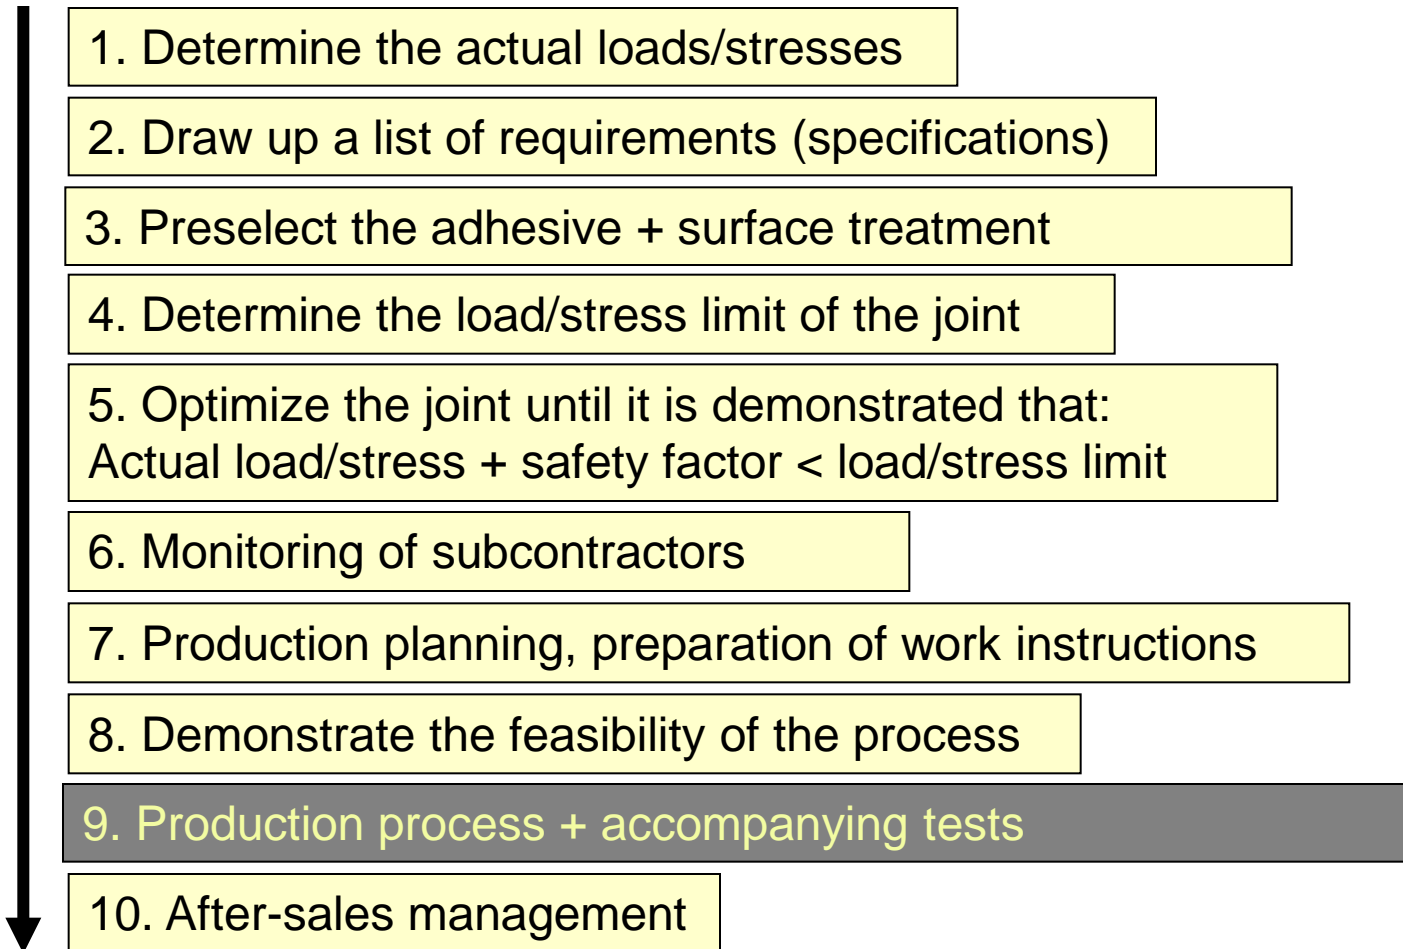 1. Determine the actual loads/stresses
2. Draw up a list of requirements (specifications)
3. Preselect the adhesive + surface treatment
4. Determine the load/stress limit of the joint
5. Optimize the joint until it is demonstrated that:
Actual load/stress + safety factor < load/stress limit
6. Monitoring of subcontractors
7. Production planning, preparation of work instructions
8. Demonstrate the feasibility of the process
9. Production process + accompanying tests
10. After-sales management